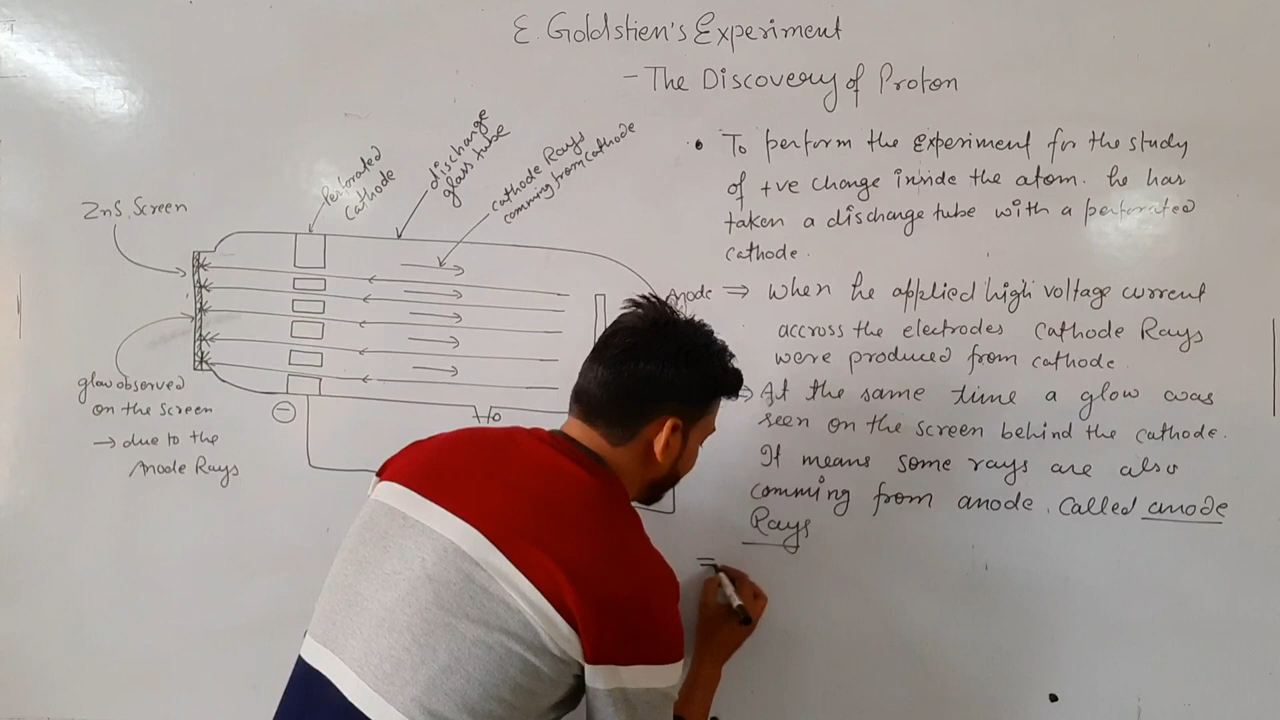 E. Goldstien's Experiment
- The Discovery of Proton
ZnS Screen
Perforated
cathode
discharge
glass tube
cathode Rays
comming from cathode
Anode
glow observed
on the screen
→ due to the
Anode Rays
• To perform the Experiment for the study
of +ve change inside the atom. he has
taken a discharge tube with a perforated
cathode.
⇒ when he applied high voltage current
accross the electrodes Cathode Rays
were produced from cathode.
⇒ At the same time a glow was
seen on the screen behind the cathode.
It means some rays are also
comming from anode. Called anode
Rays